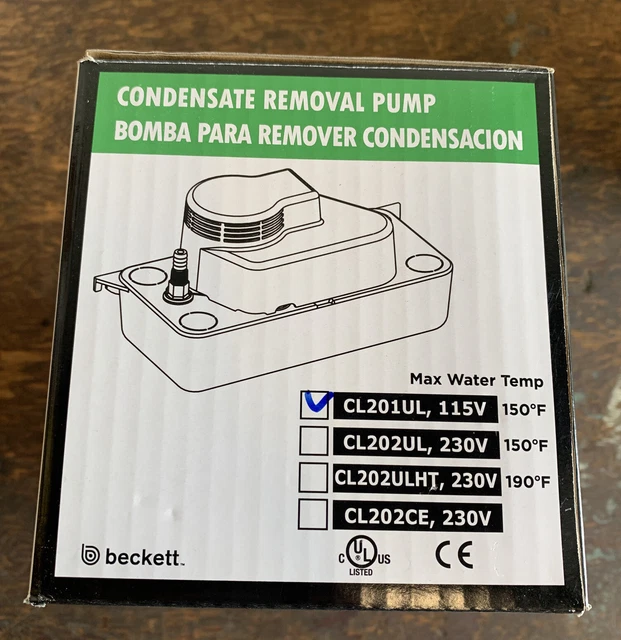 CONDENSATE REMOVAL PUMP
BOMBA PARA REMOVER CONDENSACION
Max Water Temp
CL201UL, 115V 150°F
CL202UL, 230V 150°F
CL202ULHT, 230V 190°F
CL202CE, 230V
beckett™
C UL® US CE
LISTED